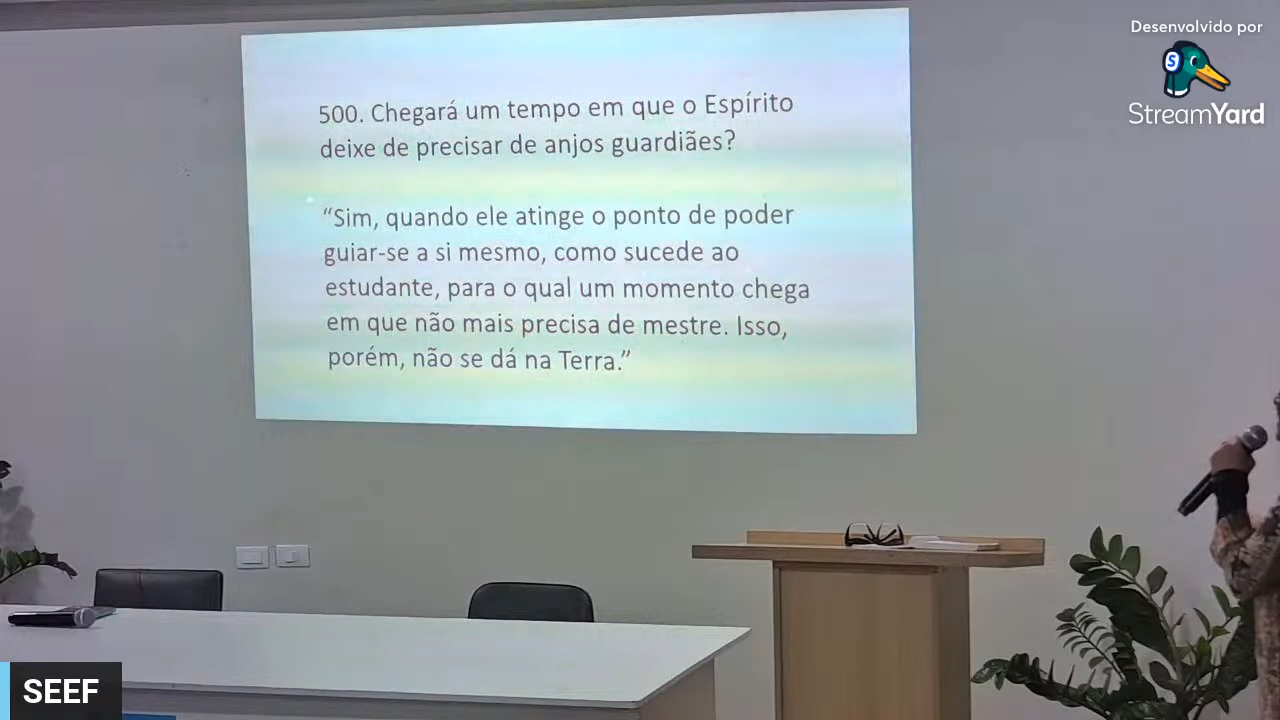 Desenvolvido por
StreamYard
500. Chegará um tempo em que o Espírito
deixe de precisar de anjos guardiães?
“Sim, quando ele atinge o ponto de poder
guiar-se a si mesmo, como sucede ao
estudante, para o qual um momento chega
em que não mais precisa de mestre. Isso,
porém, não se dá na Terra.”
SEEF